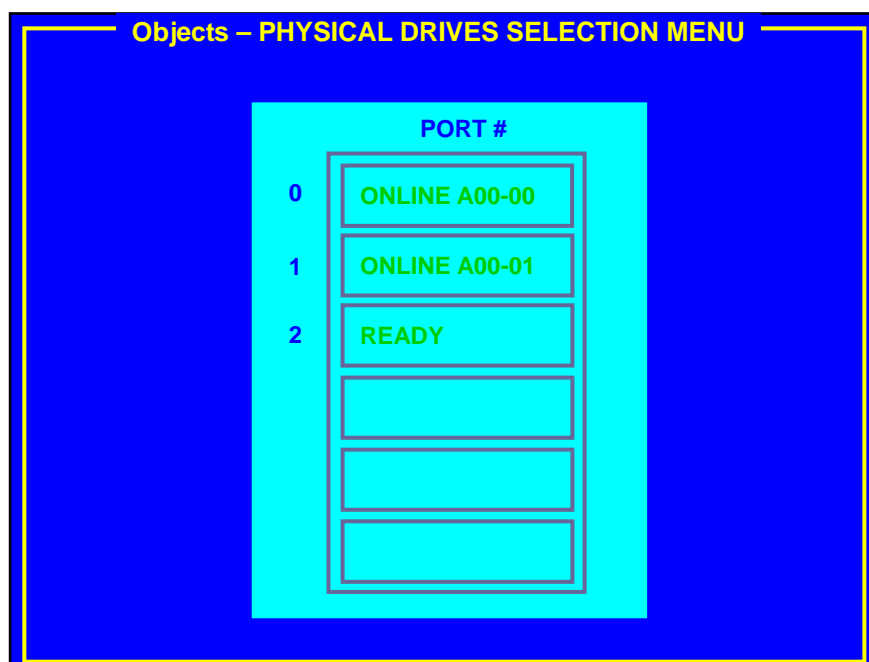 Objects – PHYSICAL DRIVES SELECTION MENU
PORT #
0 ONLINE A00-00
1 ONLINE A00-01
2 READY